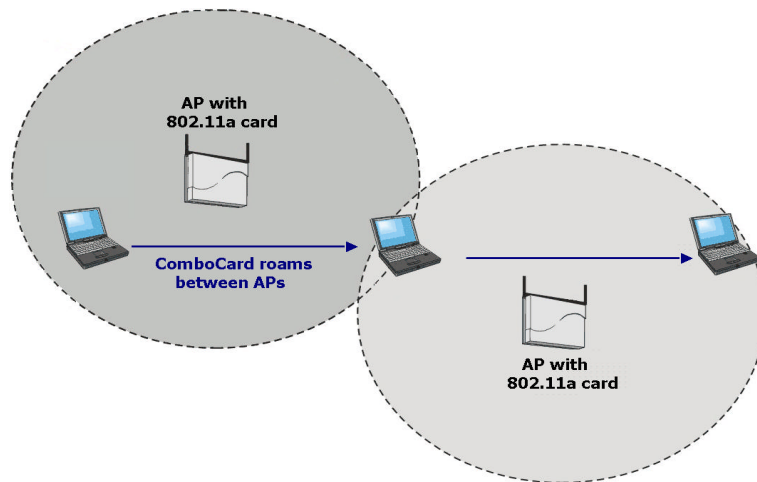 AP with
802.11a card
ComboCard roams
between APs
AP with
802.11a card